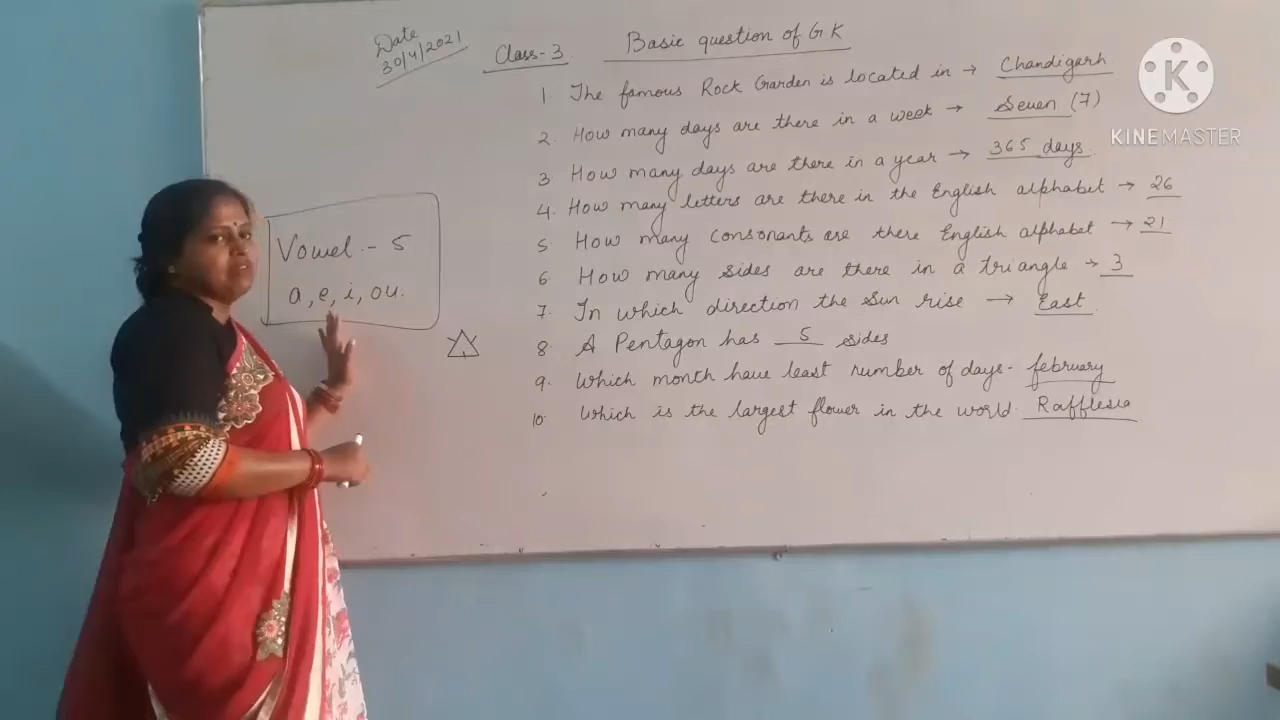 Date
30/4/2021
Class-3
Basic question of GK
1. The famous Rock Garden is located in → Chandigarh
2. How many days are there in a week → Seven (7)
3 How many days are there in a year → 365 days.
4. How many letters are there in the English alphabet → 26
5 How many consonants are there English alphabet → 21
6 How many sides are there in a triangle → 3
7. In which direction the Sun rise → East
8. A Pentagon has 5 sides
9. Which month have least number of days - february
10. Which is the largest flower in the world. Rafflesia
Vowel - 5
a, e, i, o u.
K
KINEMASTER